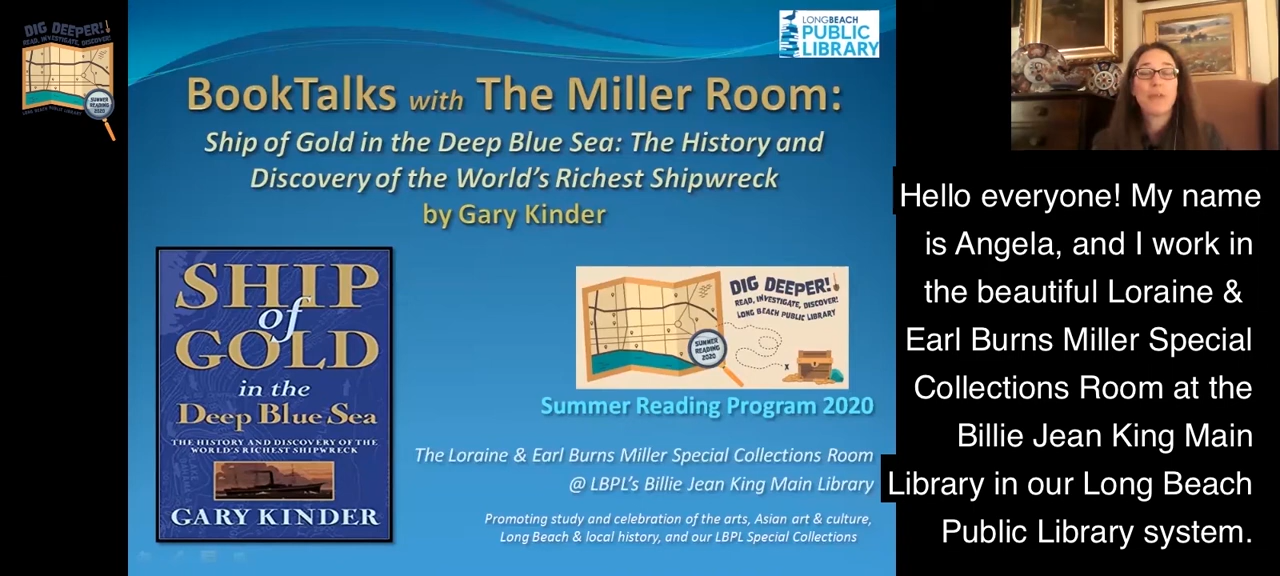 DIG DEEPER!
READ, INVESTIGATE, DISCOVER!
SUMMER
READING
2020
LONG BEACH PUBLIC LIBRARY
LONGBEACH
PUBLIC
LIBRARY
BookTalks with The Miller Room:
Ship of Gold in the Deep Blue Sea: The History and
Discovery of the World's Richest Shipwreck
by Gary Kinder
SHIP
of
GOLD
in the
Deep Blue Sea
THE HISTORY AND DISCOVERY OF THE
WORLD'S RICHEST SHIPWRECK
GARY KINDER
DIG DEEPER!
READ, INVESTIGATE, DISCOVER!
LONG BEACH PUBLIC LIBRARY
SUMMER
READING
2020
X
Summer Reading Program 2020
The Loraine & Earl Burns Miller Special Collections Room
@ LBPL's Billie Jean King Main Library
Promoting study and celebration of the arts, Asian art & culture,
Long Beach & local history, and our LBPL Special Collections
Hello everyone! My name
is Angela, and I work in
the beautiful Loraine &
Earl Burns Miller Special
Collections Room at the
Billie Jean King Main
Library in our Long Beach
Public Library system.